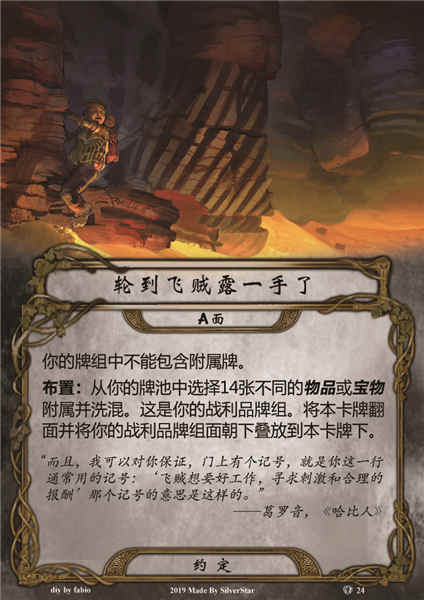 轮到飞贼露一手了
A面
你的牌组中不能包含附属牌。
布置：从你的牌池中选择14张不同的物品或宝物
附属并洗混。这是你的战利品牌组。将本卡牌翻
面并将你的战利品牌组面朝下叠放到本卡牌下。
“而且，我可以对你保证，门上有个记号，就是你这一行
通常用的记号：‘飞贼想要好工作，寻求刺激和合理的
报酬’那个记号的意思是这样的。”
——葛罗音，《哈比人》
约定
diy by fabio
2019 Made By SilverStar
24